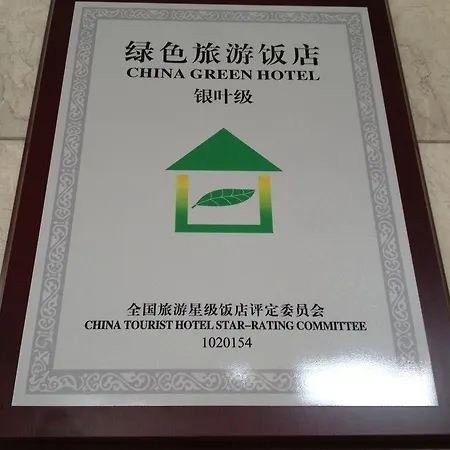 绿色旅游饭店
CHINA GREEN HOTEL
银叶级
全国旅游星级饭店评定委员会
CHINA TOURIST HOTEL STAR-RATING COMMITTEE
1020154